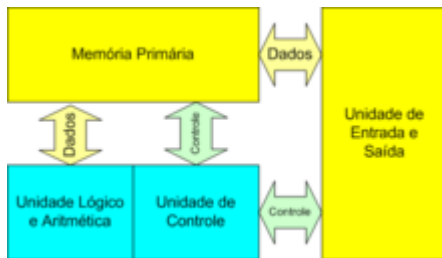 Memória Primária
Dados
Unidade de
Entrada e
Saída
Dados
Controle
Unidade Lógico
e Aritmética
Unidade de
Controle
Controle